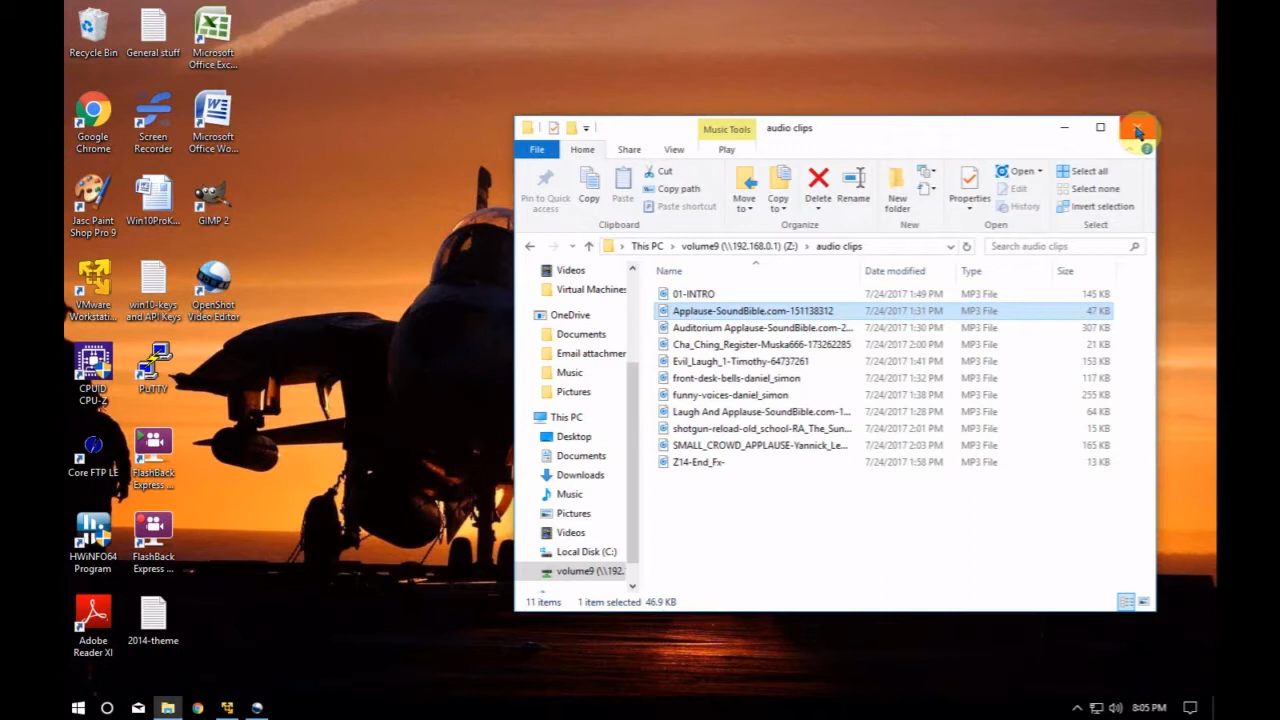 Recycle Bin
General stuff
Microsoft
Office Exc...
Google
Chrome
Screen
Recorder
Microsoft
Office Wo...
Jasc Paint
Shop Pro 9
Win10ProK...
GIMP 2
VMware
Workstati...
win10-keys
and API Keys
OpenShot
Video Editor
CPUID
CPU-Z
PuTTY
Core FTP LE
FlashBack
Express ...
HWiNFO64
Program
FlashBack
Express ...
Adobe
Reader XI
2014-theme
Music Tools
audio clips
File
Home
Share
View
Play
Pin to Quick
access
Copy
Paste
Cut
Copy path
Paste shortcut
Clipboard
Move
to
Copy
to
Delete
Rename
Organize
New
folder
New
Properties
Open
Edit
History
Open
Select all
Select none
Invert selection
Select
This PC > volume9 (\\192.168.0.1) (Z:) > audio clips
Search audio clips
Videos
Virtual Machines
OneDrive
Documents
Email attachmen
Music
Pictures
This PC
Desktop
Documents
Downloads
Music
Pictures
Videos
Local Disk (C:)
volume9 (\\192.
Name Date modified Type Size
01-INTRO 7/24/2017 1:49 PM MP3 File 145 KB
Applause-SoundBible.com-151138312 7/24/2017 1:31 PM MP3 File 47 KB
Auditorium Applause-SoundBible.com-2... 7/24/2017 1:30 PM MP3 File 307 KB
Cha_Ching_Register-Muska666-173262285 7/24/2017 2:00 PM MP3 File 21 KB
Evil_Laugh_1-Timothy-64737261 7/24/2017 1:41 PM MP3 File 153 KB
front-desk-bells-daniel_simon 7/24/2017 1:32 PM MP3 File 117 KB
funny-voices-daniel_simon 7/24/2017 1:38 PM MP3 File 255 KB
Laugh And Applause-SoundBible.com-1... 7/24/2017 1:28 PM MP3 File 64 KB
shotgun-reload-old_school-RA_The_Sun... 7/24/2017 2:01 PM MP3 File 15 KB
SMALL_CROWD_APPLAUSE-Yannick_Le... 7/24/2017 2:03 PM MP3 File 165 KB
Z14-End_Fx- 7/24/2017 1:58 PM MP3 File 13 KB
11 items 1 item selected 46.9 KB
8:05 PM